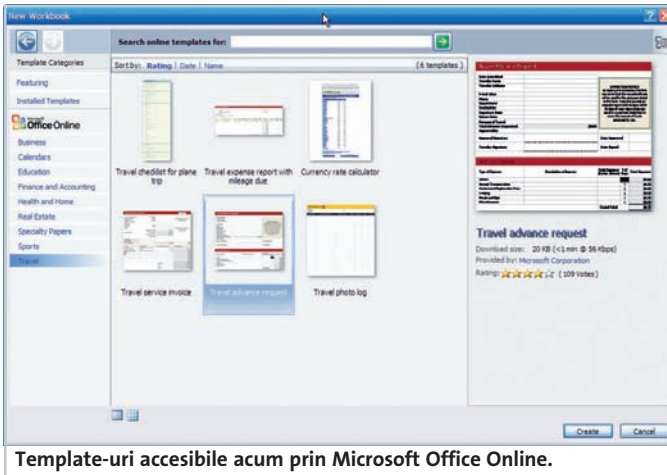 New Workbook
Search online templates for:
Template Categories
Featuring
Installed Templates
Microsoft
Office Online
Business
Calendars
Education
Finance and Accounting
Health and Home
Real Estate
Specialty Papers
Sports
Travel
Sort by: Rating | Date | Name
(6 templates)
Travel checklist for plane trip
Travel expense report with mileage due
Currency rate calculator
Travel service invoice
Travel advance request
Travel photo log
Travel advance request
Download size: 20 KB (<1 min @ 56 Kbps)
Provided by: Microsoft Corporation
Rating: (109 Votes)
Create
Cancel
Template-uri accesibile acum prin Microsoft Office Online.